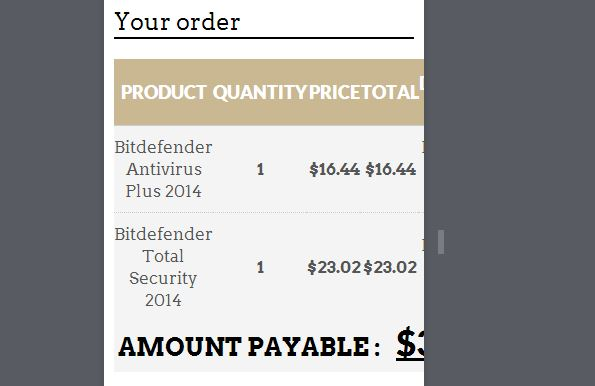 Your order
PRODUCT QUANTITY PRICE TOTAL
Bitdefender
Antivirus
Plus 2014
1 $16.44 $16.44
Bitdefender
Total
Security
2014
1 $23.02 $23.02
AMOUNT PAYABLE :